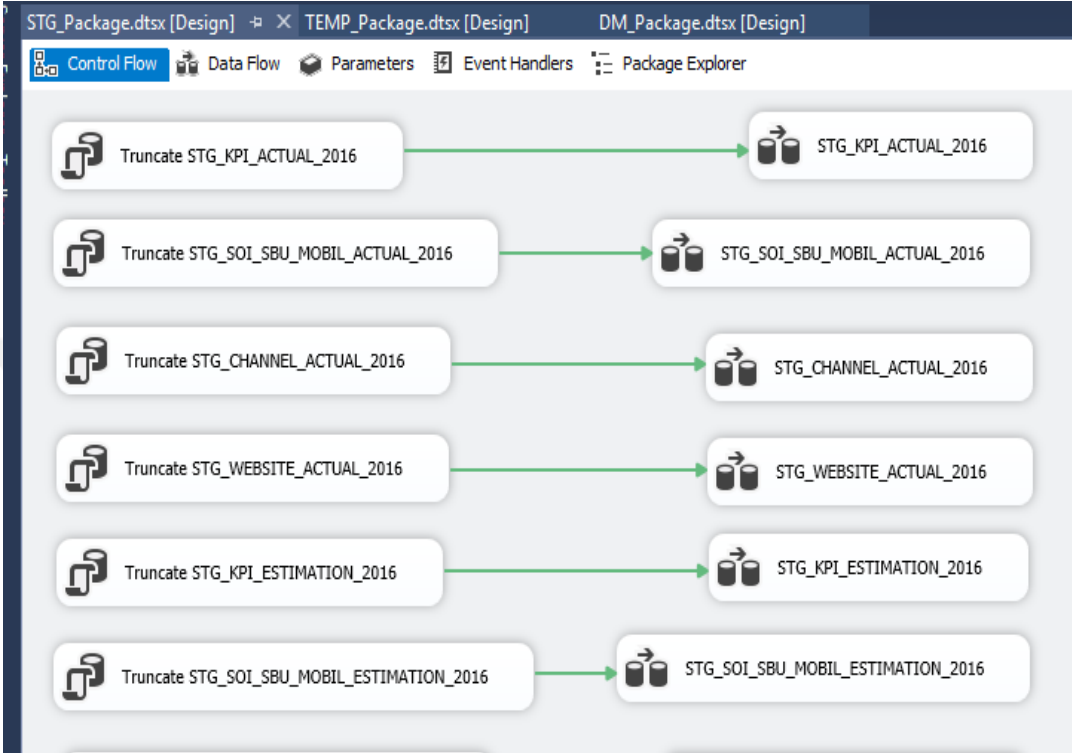 STG_Package.dtsx [Design] TEMP_Package.dtsx [Design] DM_Package.dtsx [Design]
Control Flow Data Flow Parameters Event Handlers Package Explorer
Truncate STG_KPI_ACTUAL_2016 STG_KPI_ACTUAL_2016
Truncate STG_SOI_SBU_MOBIL_ACTUAL_2016 STG_SOI_SBU_MOBIL_ACTUAL_2016
Truncate STG_CHANNEL_ACTUAL_2016 STG_CHANNEL_ACTUAL_2016
Truncate STG_WEBSITE_ACTUAL_2016 STG_WEBSITE_ACTUAL_2016
Truncate STG_KPI_ESTIMATION_2016 STG_KPI_ESTIMATION_2016
Truncate STG_SOI_SBU_MOBIL_ESTIMATION_2016 STG_SOI_SBU_MOBIL_ESTIMATION_2016